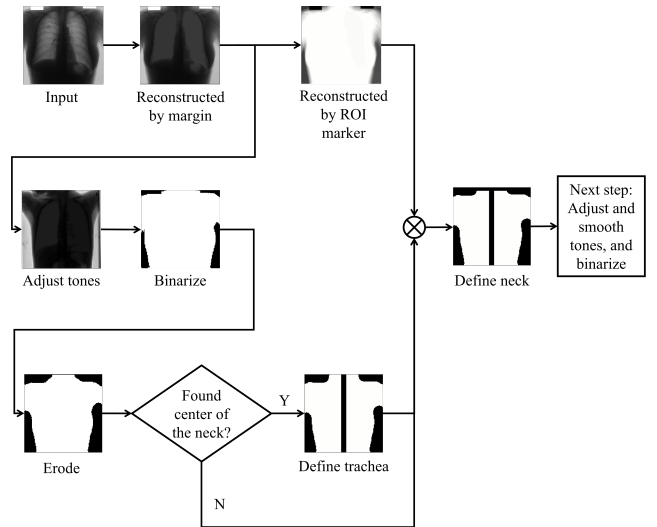 Input
Reconstructed
by margin
Reconstructed
by ROI
marker
Adjust tones
Binarize
Define neck
Next step:
Adjust and
smooth
tones, and
binarize
Erode
Found
center of
the neck?
Y
Define trachea
N